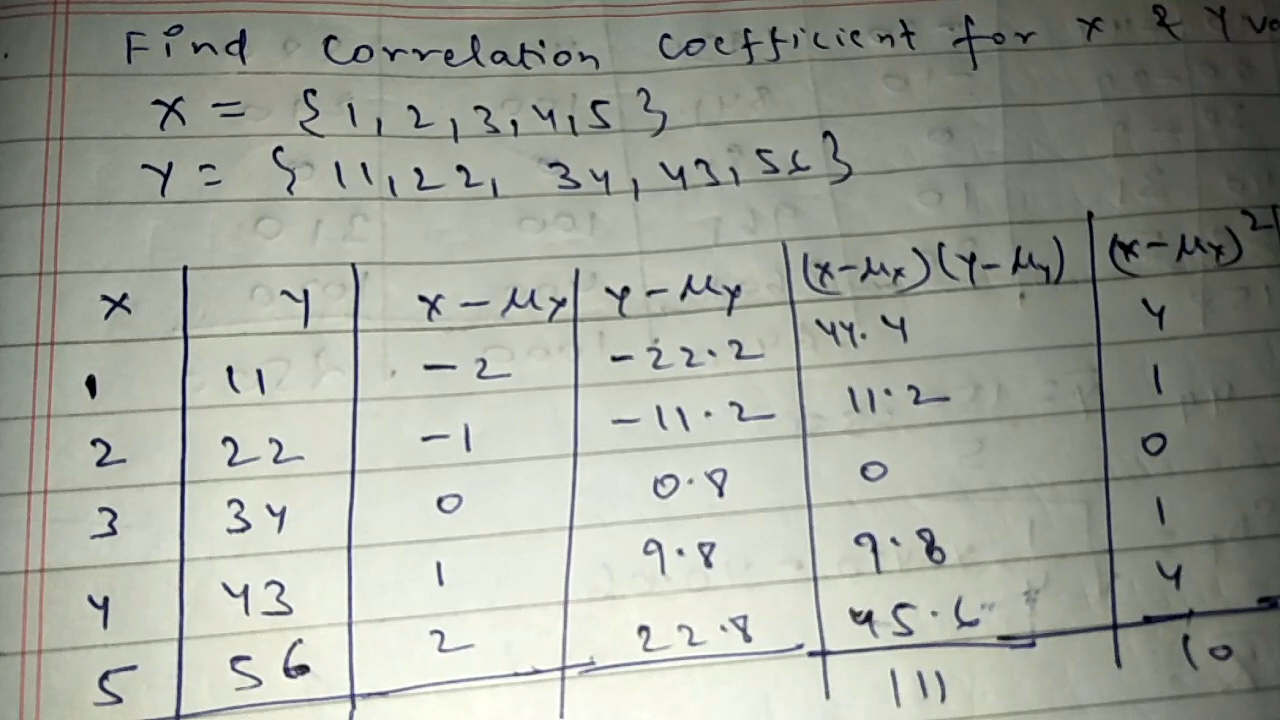 Find correlation coefficient for x & Y
X = {1, 2, 3, 4, 5}
Y = {11, 22, 34, 43, 56}
x Y x - μx Y - μy (x-μx)(Y-μy) (x-μx)²
1 11 -2 -22.2 44.4 4
2 22 -1 -11.2 11.2 1
3 34 0 0.8 0 0
4 43 1 9.8 9.8 1
5 56 2 22.8 45.6 4
111 10